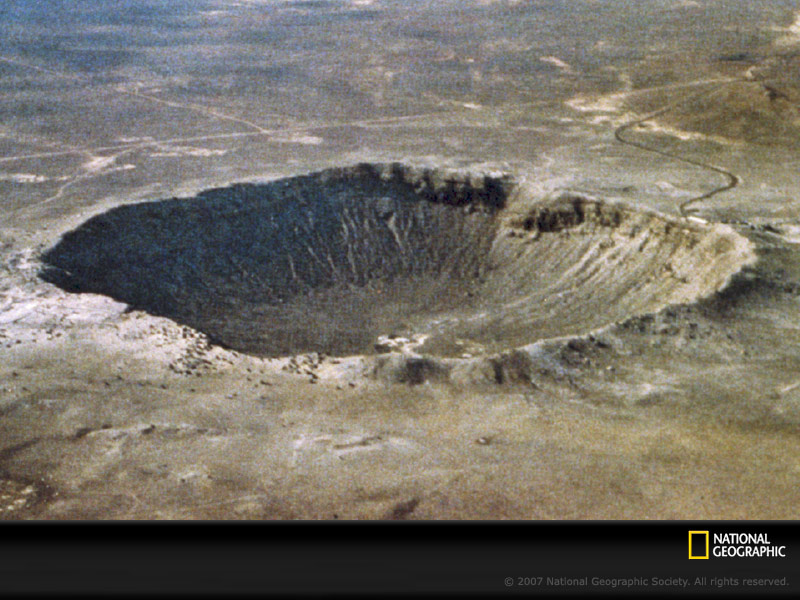 NATIONAL
GEOGRAPHIC
© 2007 National Geographic Society. All rights reserved.